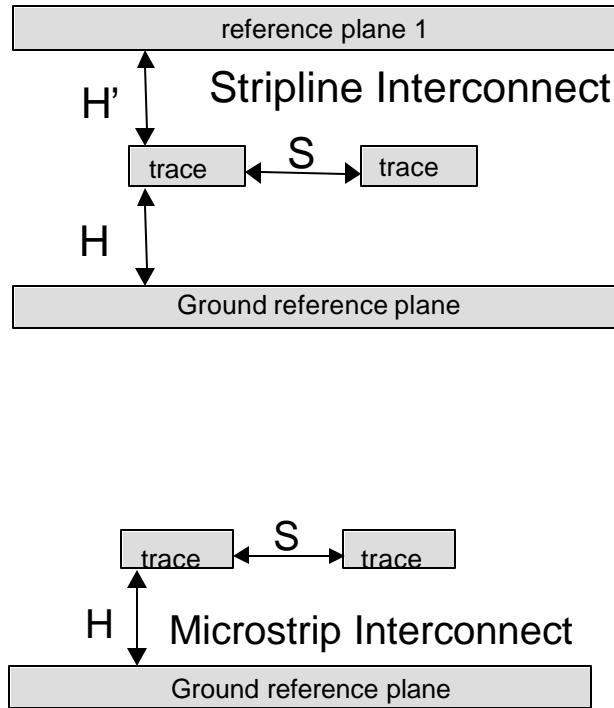 reference plane 1
Stripline Interconnect
H’
S
trace
trace
H
Ground reference plane
S
trace
trace
H
Microstrip Interconnect
Ground reference plane